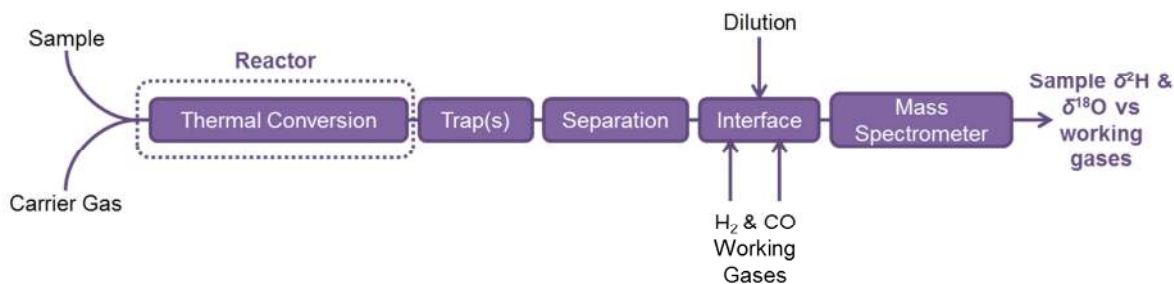 Sample
Carrier Gas
Reactor
Thermal Conversion
Trap(s)
Separation
Dilution
Interface
H₂ & CO
Working
Gases
Mass
Spectrometer
Sample δ²H &
δ¹⁸O vs
working
gases